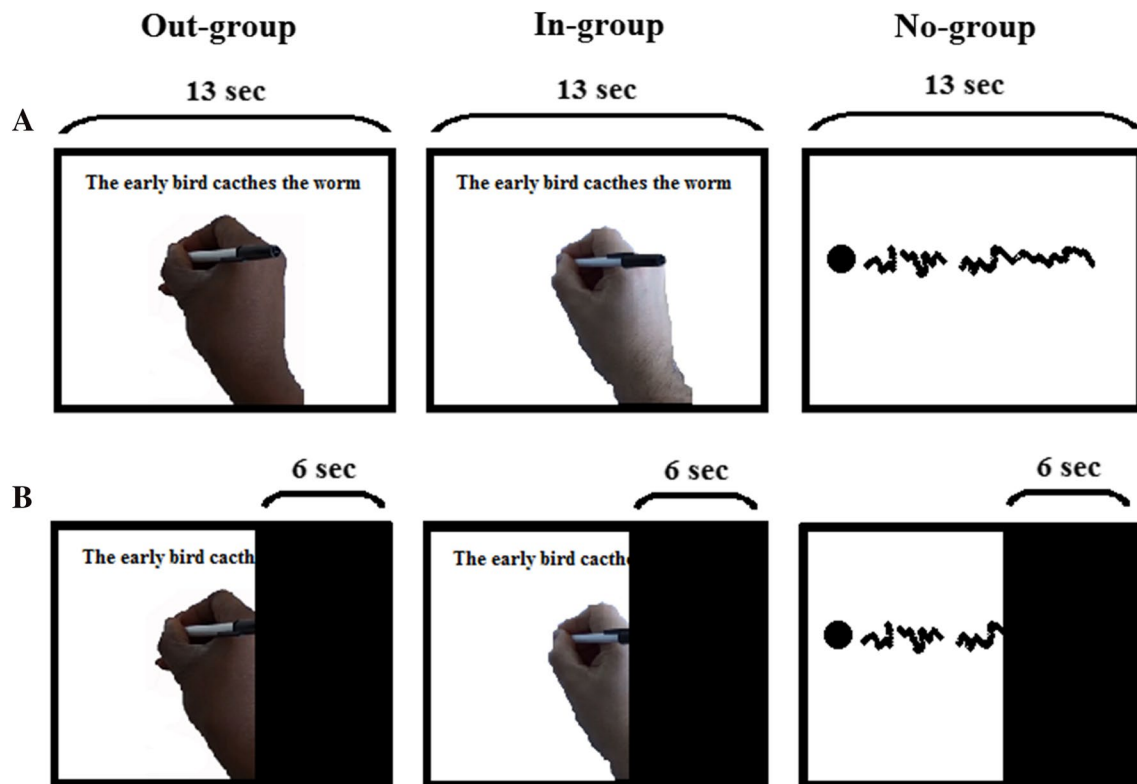 Out-group In-group No-group
13 sec 13 sec 13 sec
A
The early bird cacthes the worm The early bird cacthes the worm
6 sec 6 sec 6 sec
B
The early bird cacth The early bird cacthe